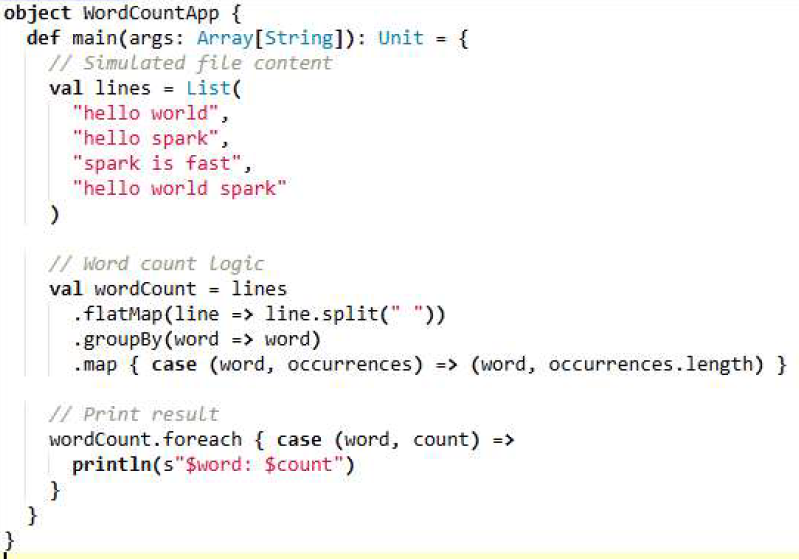 object WordCountApp {
  def main(args: Array[String]): Unit = {
    // Simulated file content
    val lines = List(
      "hello world",
      "hello spark",
      "spark is fast",
      "hello world spark"
    )

    // Word count logic
    val wordCount = lines
      .flatMap(line => line.split(" "))
      .groupBy(word => word)
      .map { case (word, occurrences) => (word, occurrences.length) }

    // Print result
    wordCount.foreach { case (word, count) =>
      println(s"$word: $count")
    }
  }
}